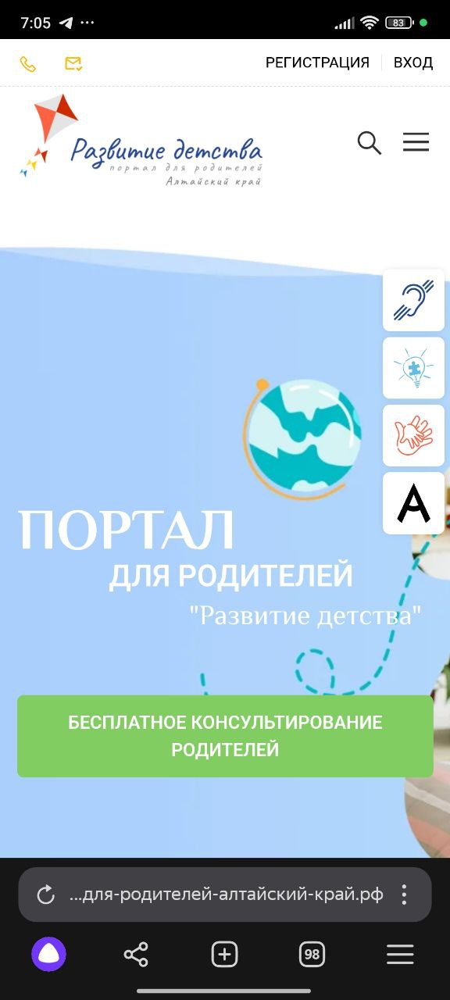 7:05
83
РЕГИСТРАЦИЯ
ВХОД
Развитие детства
портал для родителей
Алтайский край
А
ПОРТАЛ
ДЛЯ РОДИТЕЛЕЙ
"Развитие детства"
БЕСПЛАТНОЕ КОНСУЛЬТИРОВАНИЕ
РОДИТЕЛЕЙ
...для-родителей-алтайский-край.рф
98